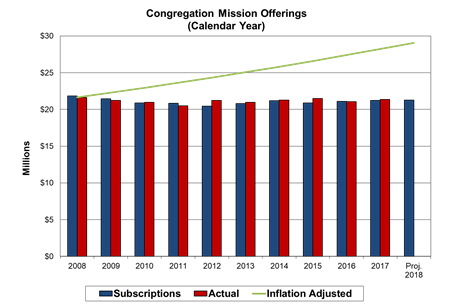 Congregation Mission Offerings
(Calendar Year)
$30
$25
$20
$15
$10
$5
$0
Millions
2008 2009 2010 2011 2012 2013 2014 2015 2016 2017 Proj.
2018
Subscriptions Actual Inflation Adjusted